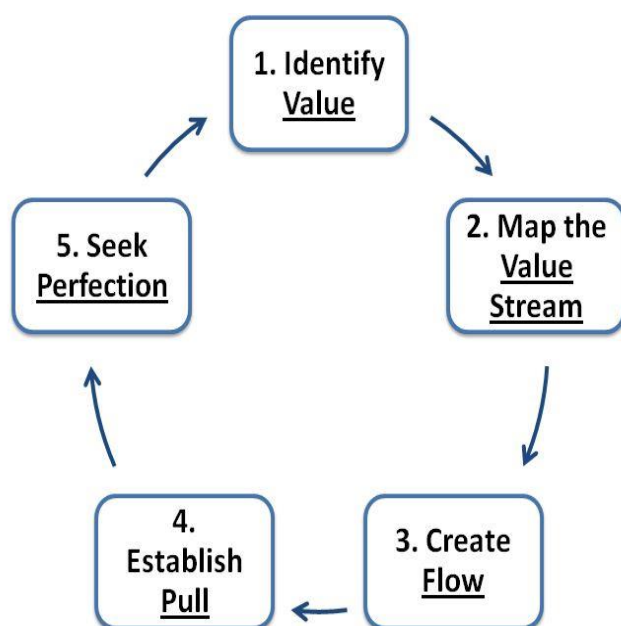 1. Identify
Value
2. Map the
Value
Stream
3. Create
Flow
4.
Establish
Pull
5. Seek
Perfection